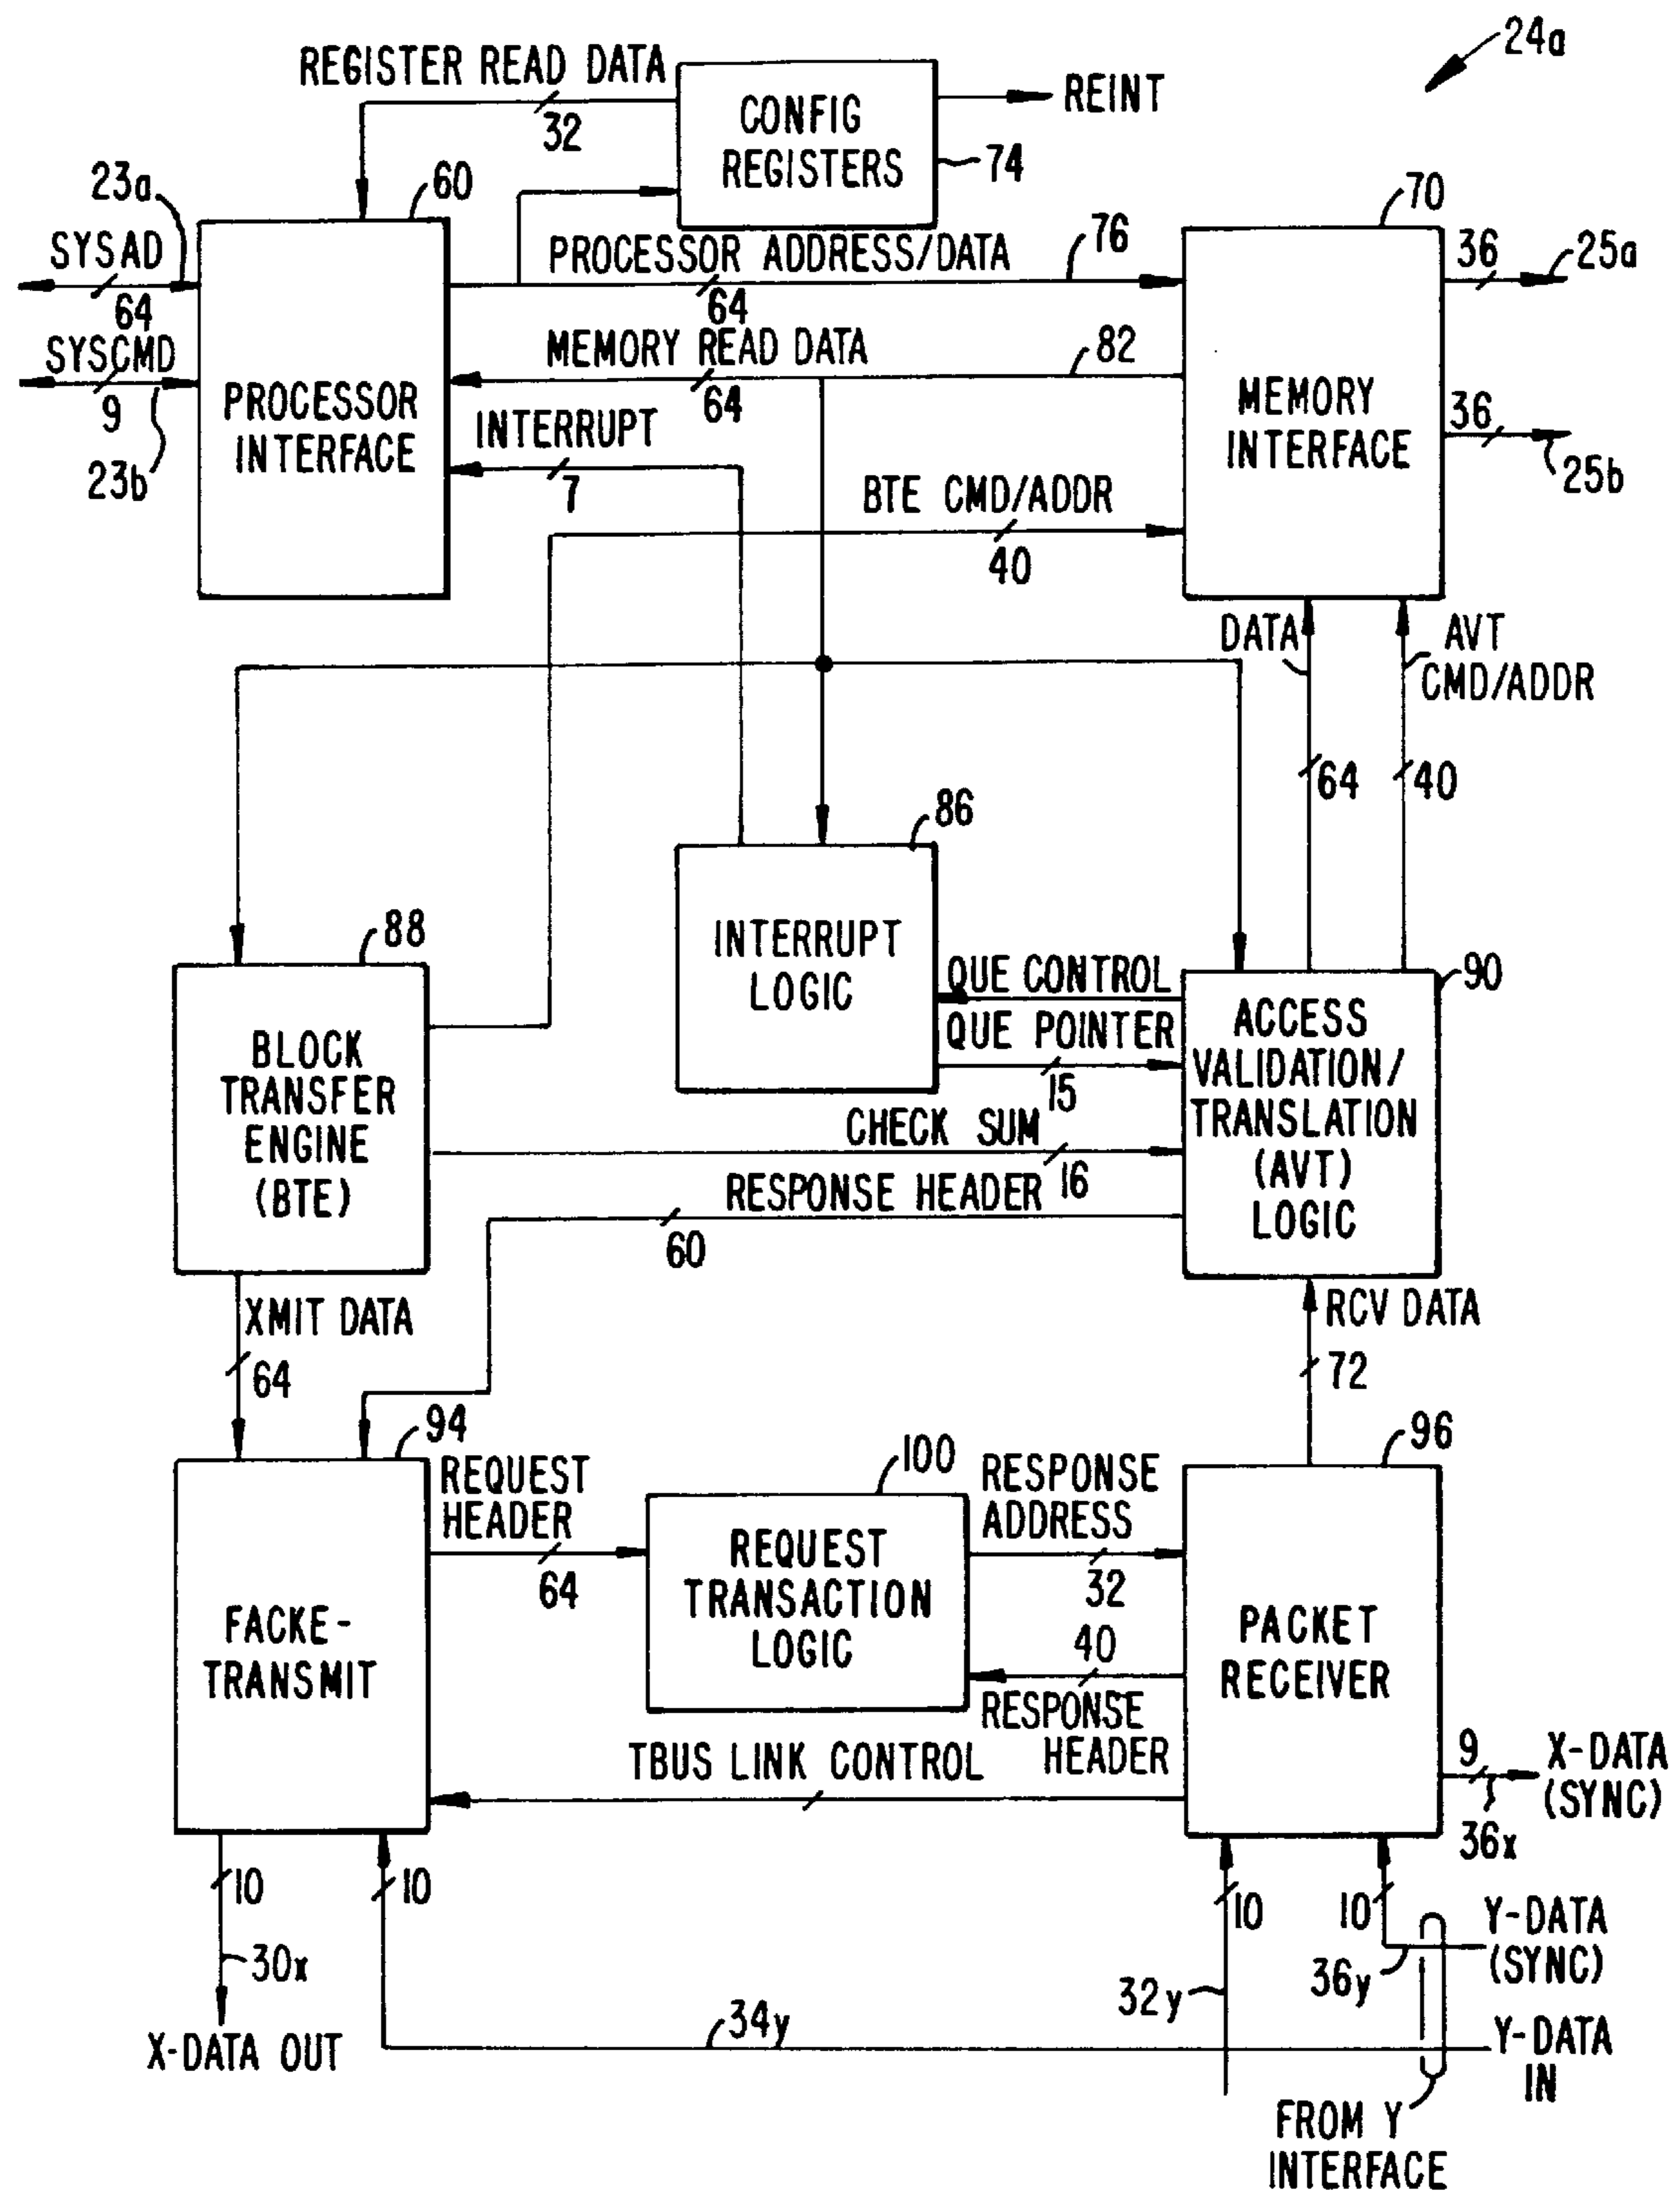 24a
REGISTER READ DATA
32
CONFIG
REGISTERS
REINT
74
23a
60
70
SYSAD
64
PROCESSOR ADDRESS/DATA
76
64
36
25a
SYSCMD
9
23b
PROCESSOR
INTERFACE
MEMORY READ DATA
82
64
MEMORY
INTERFACE
36
25b
INTERRUPT
7
BTE CMD/ADDR
40
DATA
AVT
CMD/ADDR
64
40
86
INTERRUPT
LOGIC
88
BLOCK
TRANSFER
ENGINE
(BTE)
QUE CONTROL
QUE POINTER
15
90
ACCESS
VALIDATION/
TRANSLATION
(AVT)
LOGIC
CHECK SUM
16
RESPONSE HEADER
60
XMIT DATA
64
RCV DATA
72
94
100
96
REQUEST
HEADER
64
REQUEST
TRANSACTION
LOGIC
RESPONSE
ADDRESS
32
40
RESPONSE
HEADER
FACKE-
TRANSMIT
PACKET
RECEIVER
TBUS LINK CONTROL
9
X-DATA
(SYNC)
36x
10
10
10
10
30x
X-DATA OUT
34y
32y
36y
Y-DATA
(SYNC)
Y-DATA
IN
FROM Y
INTERFACE